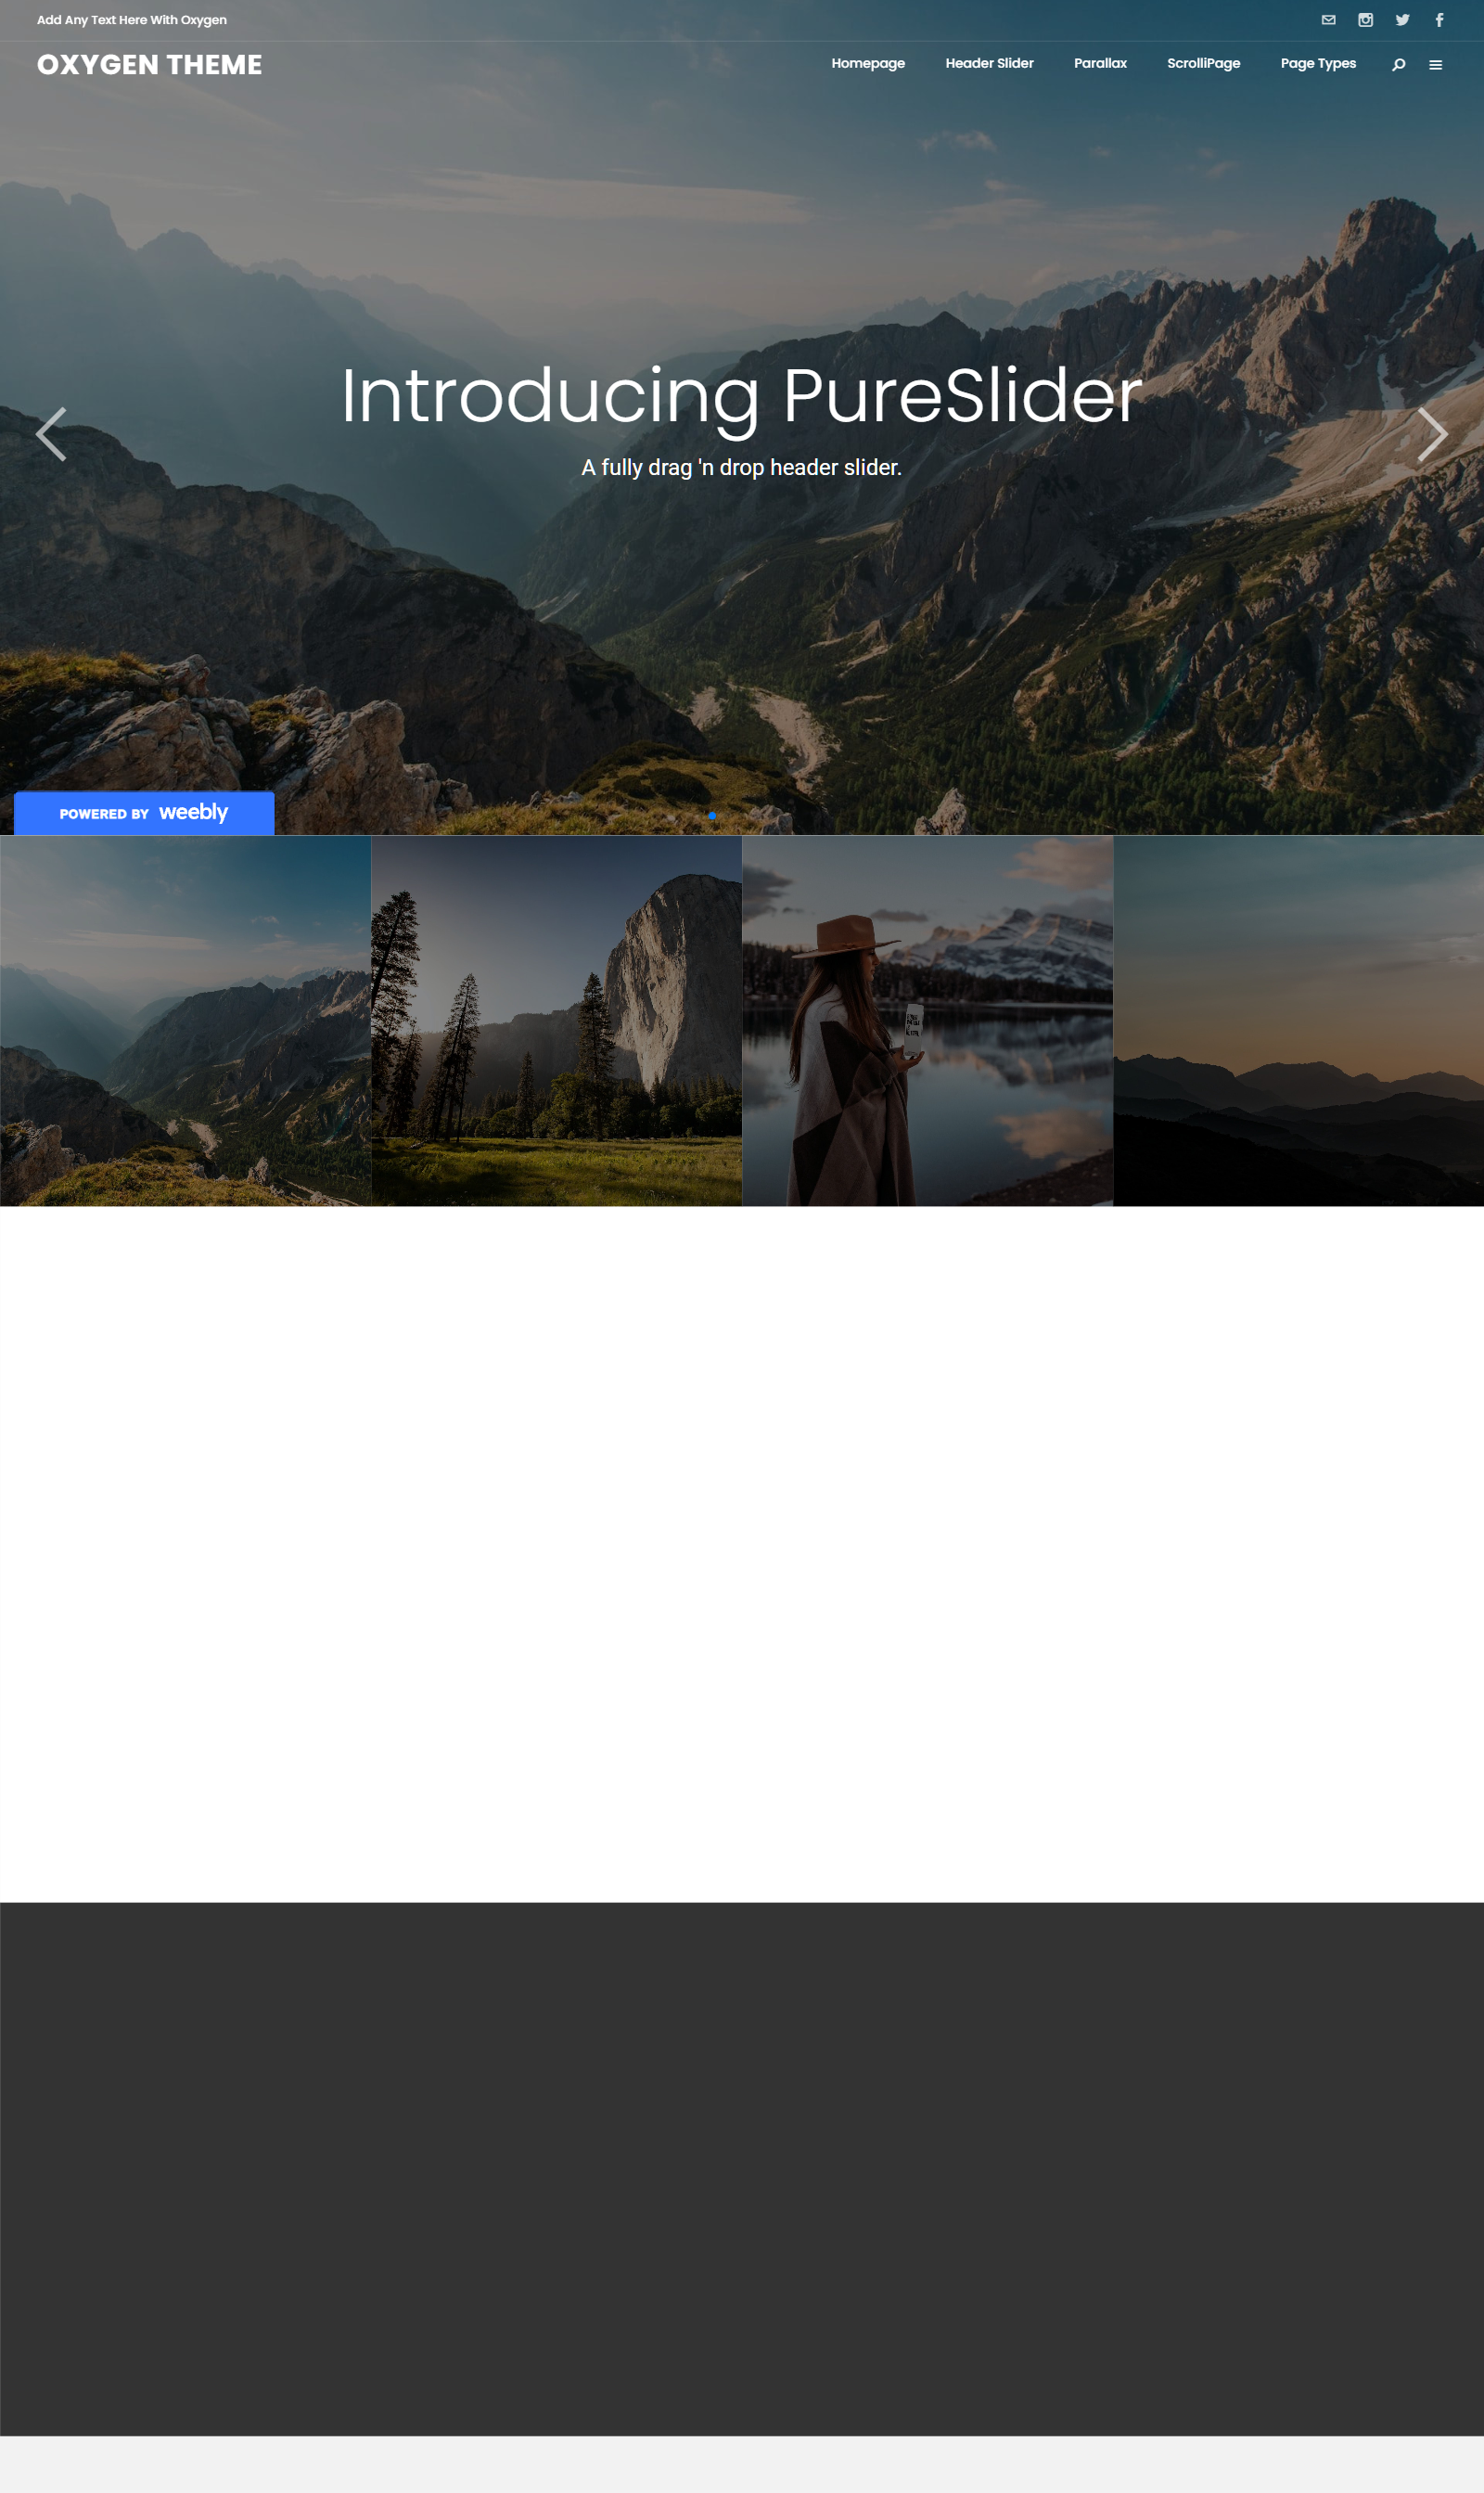 Add Any Text Here With Oxygen
OXYGEN THEME
Homepage Header Slider Parallax ScrolliPage Page Types
Introducing PureSlider
A fully drag 'n drop header slider.
POWERED BY weebly